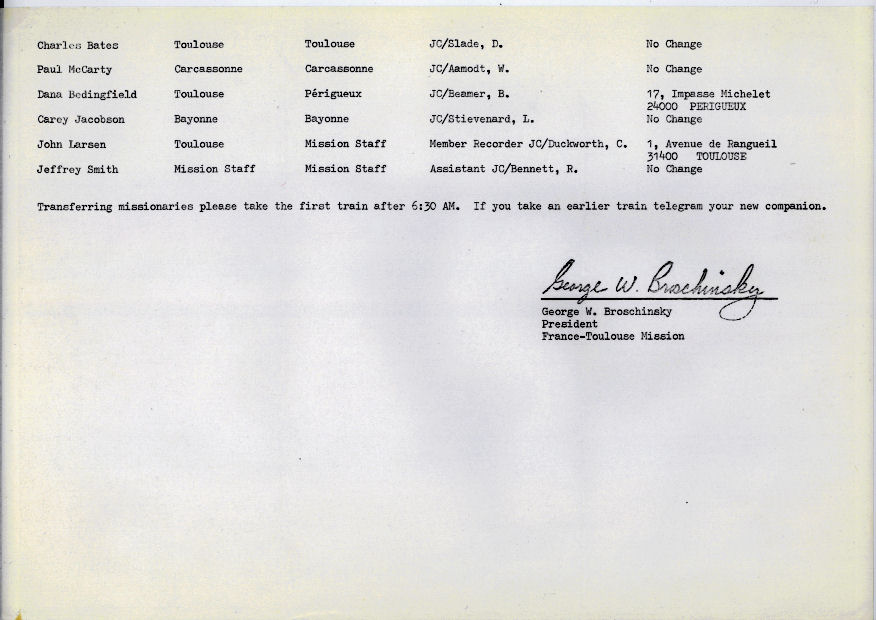 Charles Bates Toulouse Toulouse JC/Slade, D. No Change
Paul McCarty Carcassonne Carcassonne JC/Aamodt, W. No Change
Dana Bedingfield Toulouse Périgueux JC/Beamer, B. 17, Impasse Michelet
24000 PERIGUEUX
Carey Jacobson Bayonne Bayonne JC/Stievenard, L. No Change
John Larsen Toulouse Mission Staff Member Recorder JC/Duckworth, C. 1, Avenue de Rangueil
31400 TOULOUSE
Jeffrey Smith Mission Staff Mission Staff Assistant JC/Bennett, R. No Change
Transferring missionaries please take the first train after 6:30 AM. If you take an earlier train telegram your new companion.
George W. Broschinsky
George W. Broschinsky
President
France-Toulouse Mission